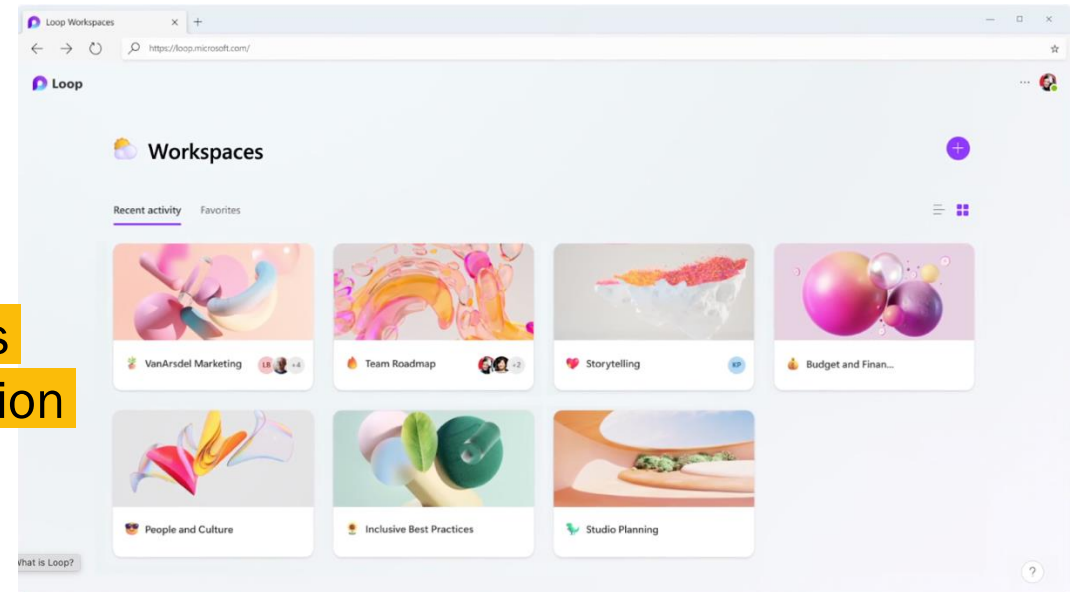 Loop Workspaces
https://loop.microsoft.com/
Loop
Workspaces
Recent activity Favorites
s
VanArsdel Marketing LB +4
Team Roadmap +2
Storytelling KP
Budget and Finan...
ion
People and Culture
Inclusive Best Practices
Studio Planning
What is Loop?
?